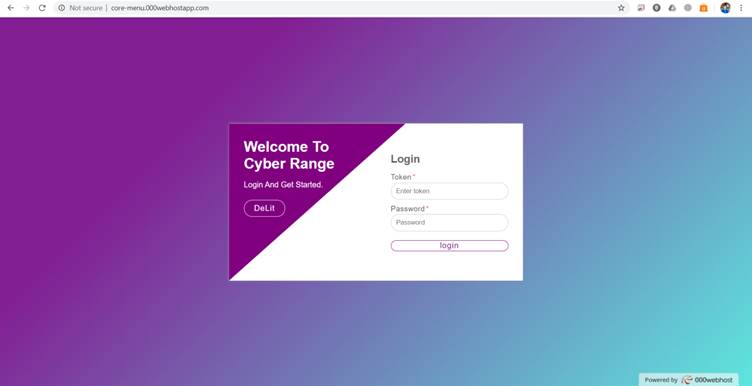 Not secure | core-menu.000webhostapp.com
Welcome To
Cyber Range
Login And Get Started.
DeLit
Login
Token *
Enter token
Password *
Password
login
Powered by 000webhost